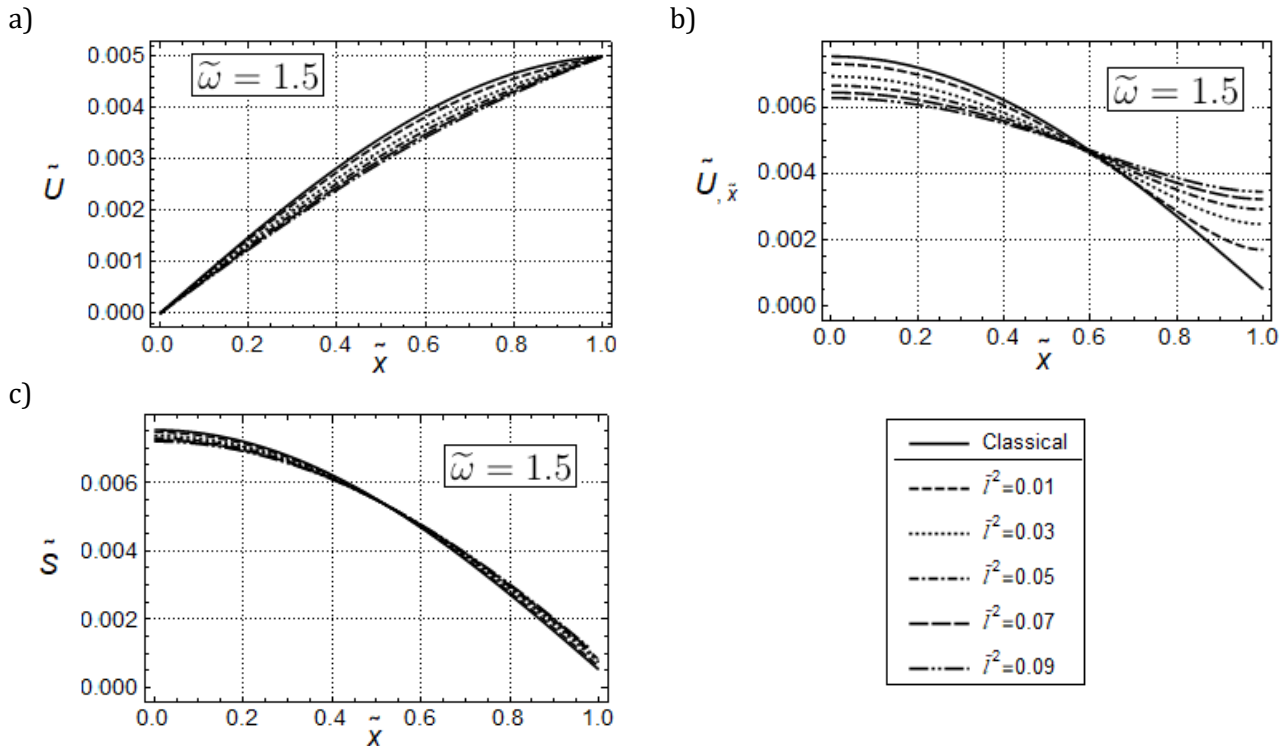 a)
0.005
0.004
0.003
0.002
0.001
0.000
Ũ
ω̃ = 1.5
0.0 0.2 0.4 0.6 0.8 1.0
x̃
b)
0.006
0.004
0.002
0.000
Ũ,x̃
ω̃ = 1.5
0.0 0.2 0.4 0.6 0.8 1.0
x̃
c)
0.006
0.004
0.002
0.000
S̃
ω̃ = 1.5
0.0 0.2 0.4 0.6 0.8 1.0
x̃
Classical
l̃²=0.01
l̃²=0.03
l̃²=0.05
l̃²=0.07
l̃²=0.09